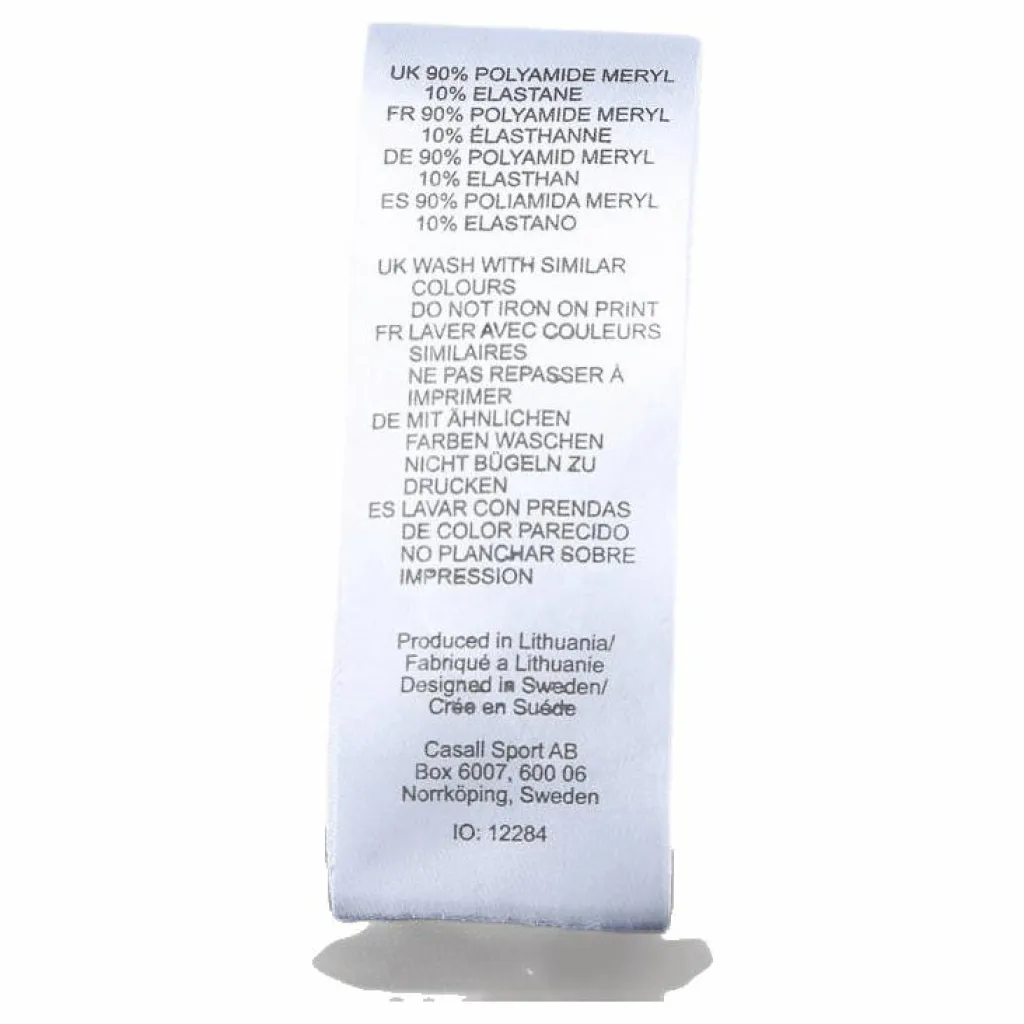 UK 90% POLYAMIDE MERYL
10% ELASTANE
FR 90% POLYAMIDE MERYL
10% ÉLASTHANNE
DE 90% POLYAMID MERYL
10% ELASTHAN
ES 90% POLIAMIDA MERYL
10% ELASTANO
UK WASH WITH SIMILAR
COLOURS
DO NOT IRON ON PRINT
FR LAVER AVEC COULEURS
SIMILAIRES
NE PAS REPASSER À
IMPRIMER
DE MIT ÄHNLICHEN
FARBEN WASCHEN
NICHT BÜGELN ZU
DRUCKEN
ES LAVAR CON PRENDAS
DE COLOR PARECIDO
NO PLANCHAR SOBRE
IMPRESSION
Produced in Lithuania/
Fabriqué a Lithuanie
Designed in Sweden/
Crée en Suéde
Casall Sport AB
Box 6007, 600 06
Norrköping, Sweden
IO: 12284